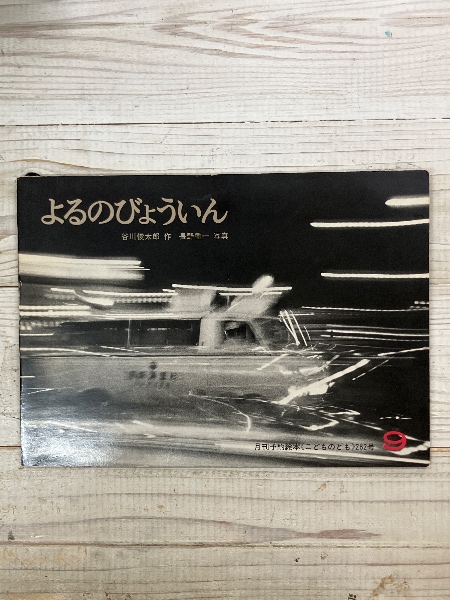 よるのびょういん
谷川俊太郎 作 長野重一 写真
月刊予約絵本《こどものとも》282号
9